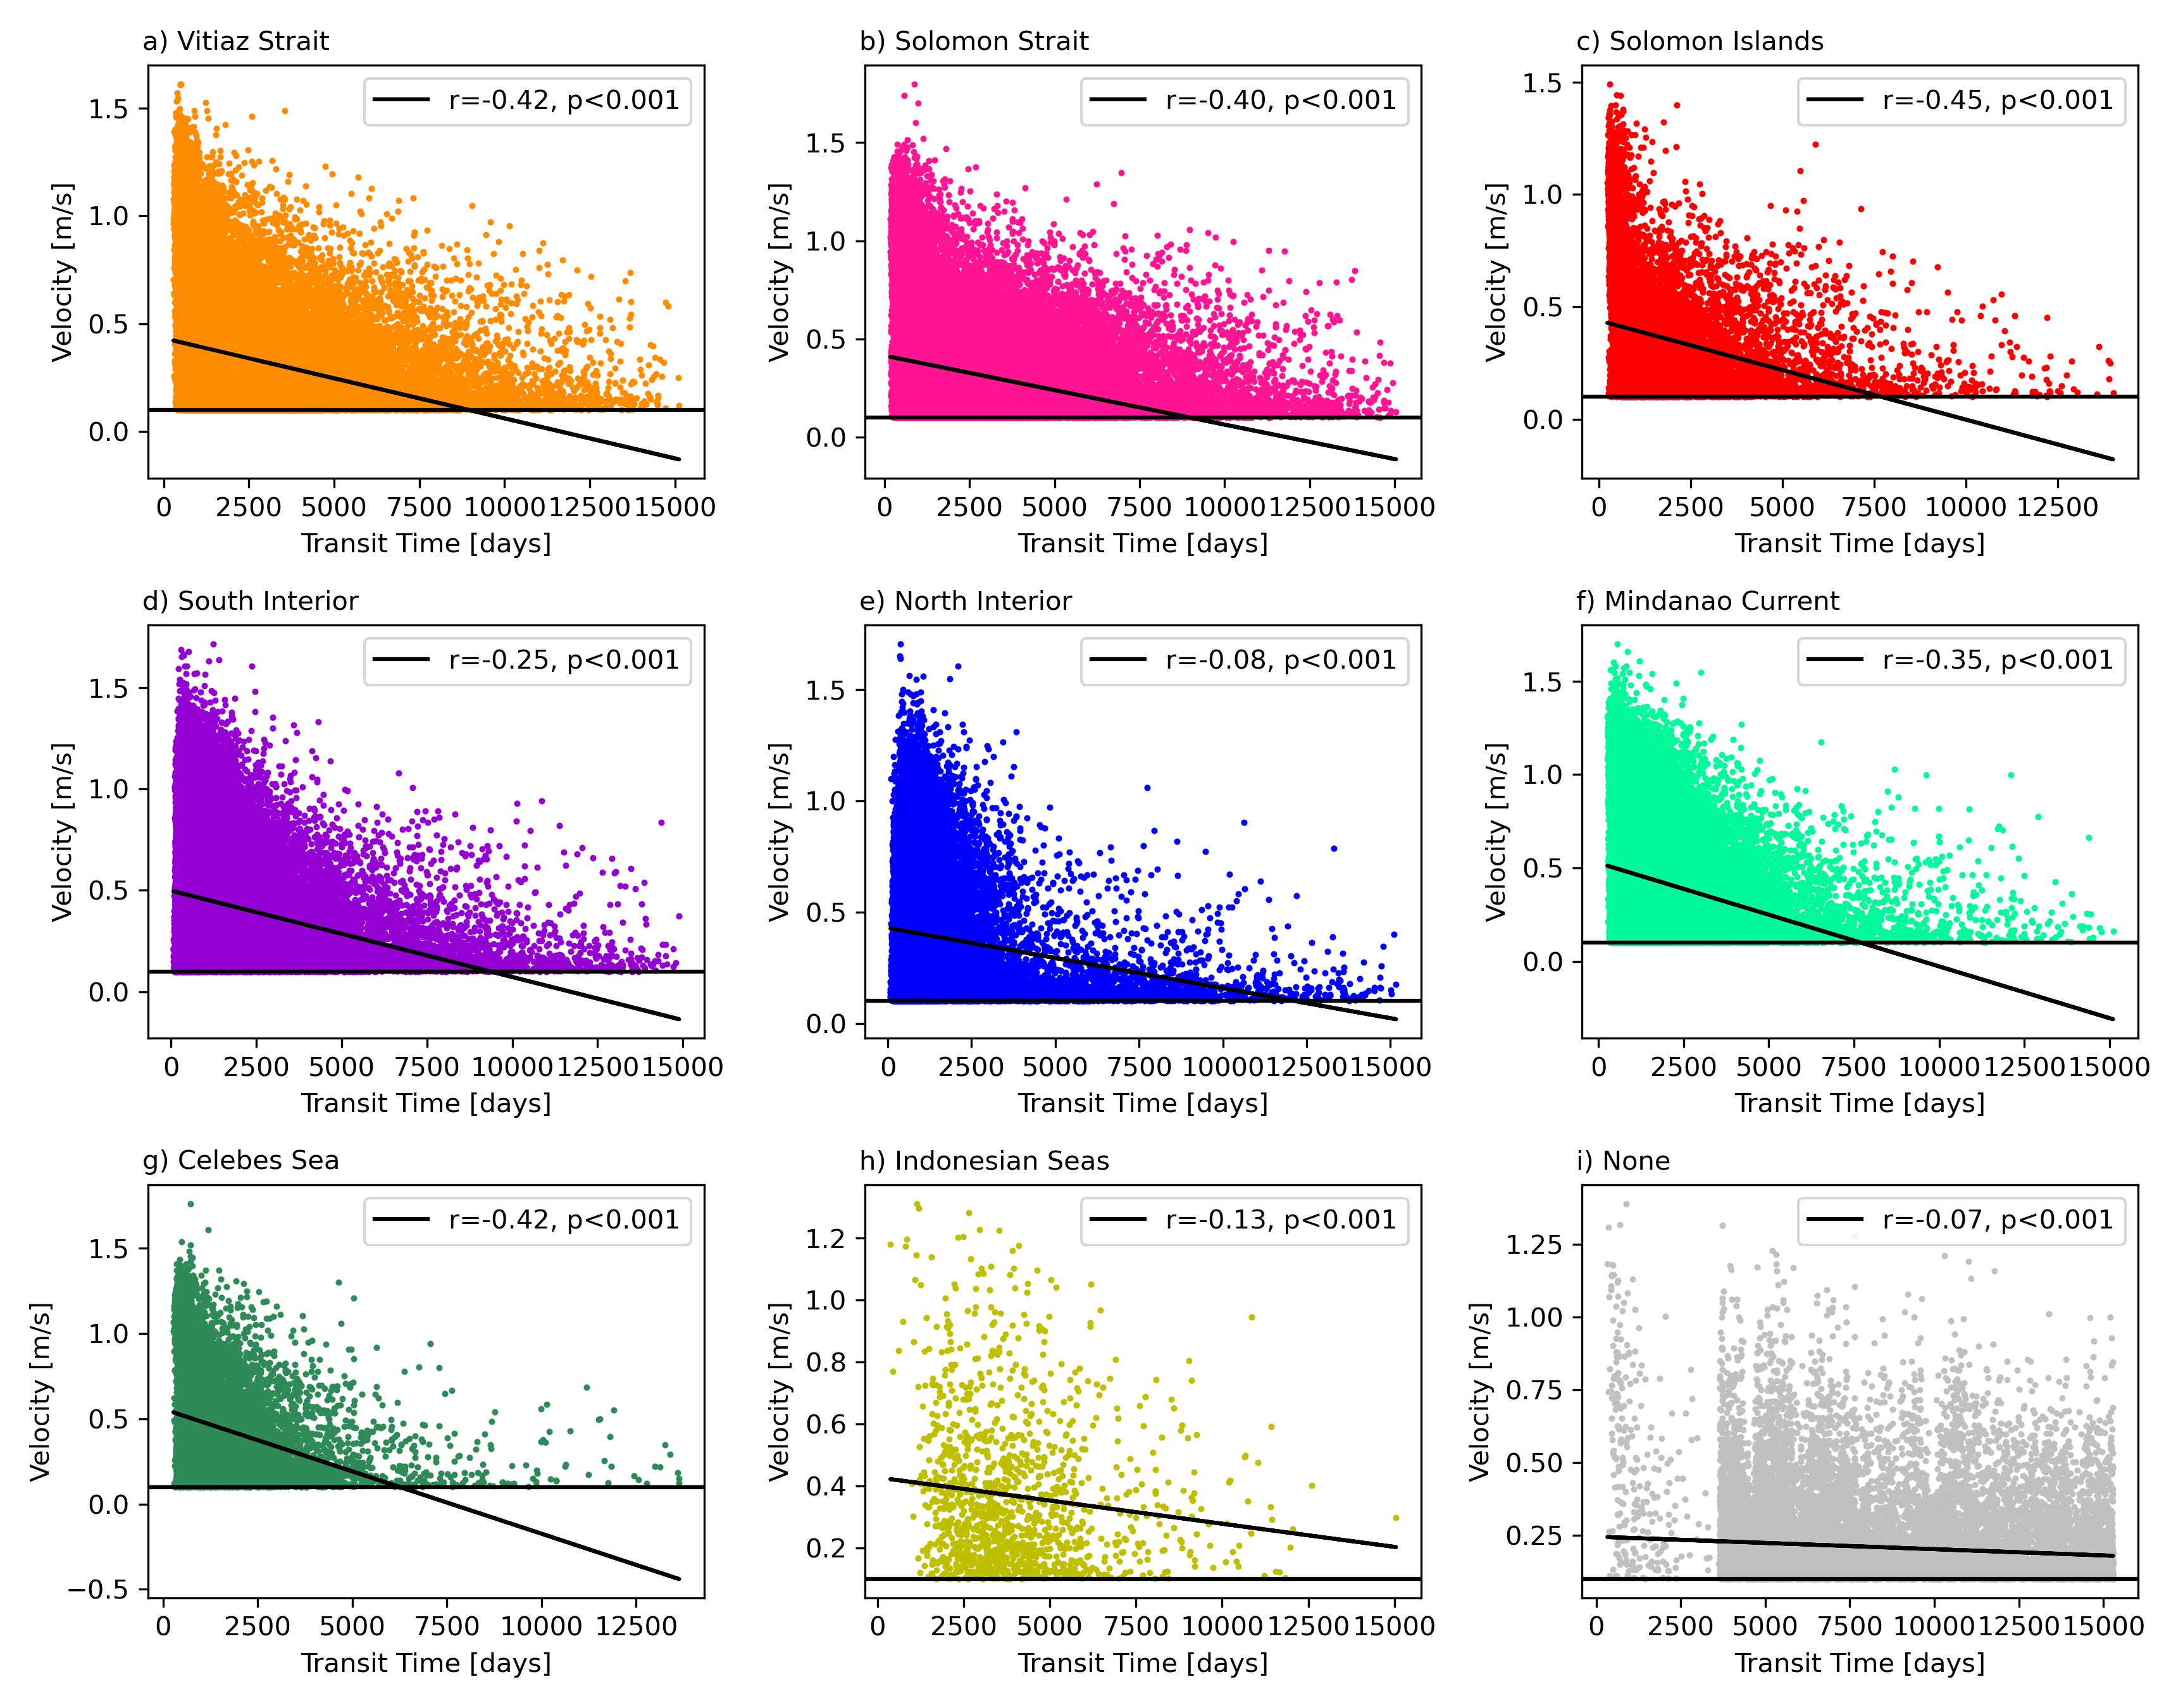 a) Vitiaz Strait
r=-0.42, p<0.001
Velocity [m/s]
1.5
1.0
0.5
0.0
0 2500 5000 7500 10000 12500 15000
Transit Time [days]
b) Solomon Strait
r=-0.40, p<0.001
Velocity [m/s]
1.5
1.0
0.5
0.0
0 2500 5000 7500 10000 12500 15000
Transit Time [days]
c) Solomon Islands
r=-0.45, p<0.001
Velocity [m/s]
1.5
1.0
0.5
0.0
0 2500 5000 7500 10000 12500
Transit Time [days]
d) South Interior
r=-0.25, p<0.001
Velocity [m/s]
1.5
1.0
0.5
0.0
0 2500 5000 7500 10000 12500 15000
Transit Time [days]
e) North Interior
r=-0.08, p<0.001
Velocity [m/s]
1.5
1.0
0.5
0.0
0 2500 5000 7500 10000 12500 15000
Transit Time [days]
f) Mindanao Current
r=-0.35, p<0.001
Velocity [m/s]
1.5
1.0
0.5
0.0
0 2500 5000 7500 10000 12500 15000
Transit Time [days]
g) Celebes Sea
r=-0.42, p<0.001
Velocity [m/s]
1.5
1.0
0.5
0.0
−0.5
0 2500 5000 7500 10000 12500
Transit Time [days]
h) Indonesian Seas
r=-0.13, p<0.001
Velocity [m/s]
1.2
1.0
0.8
0.6
0.4
0.2
0 2500 5000 7500 10000 12500 15000
Transit Time [days]
i) None
r=-0.07, p<0.001
Velocity [m/s]
1.25
1.00
0.75
0.50
0.25
0 2500 5000 7500 10000 12500 15000
Transit Time [days]